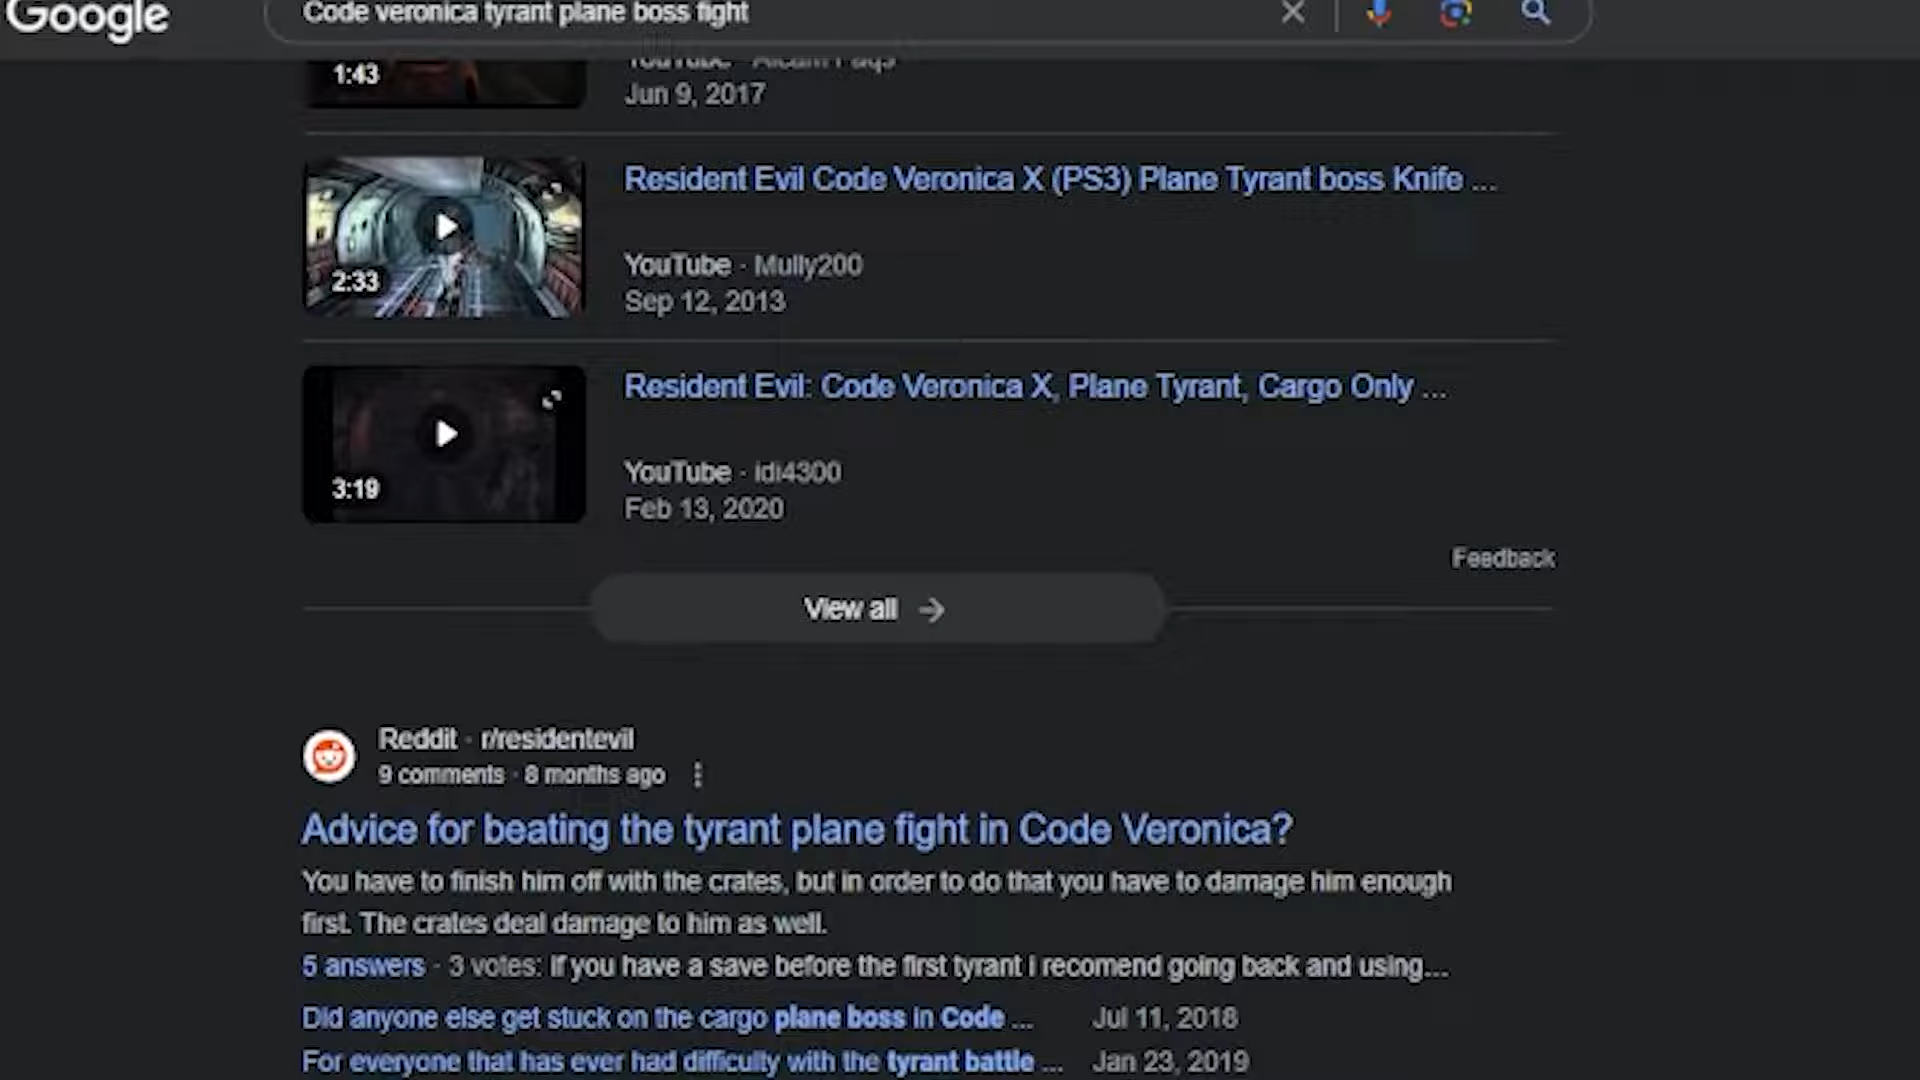 Google
Code veronica tyrant plane boss fight
1:43
YouTube
Jun 9, 2017
Resident Evil Code Veronica X (PS3) Plane Tyrant boss Knife ...
2:33
YouTube · Mully200
Sep 12, 2013
Resident Evil: Code Veronica X, Plane Tyrant, Cargo Only ...
3:19
YouTube · idi4300
Feb 13, 2020
Feedback
View all →
Reddit · r/residentevil
9 comments · 8 months ago
Advice for beating the tyrant plane fight in Code Veronica?
You have to finish him off with the crates, but in order to do that you have to damage him enough
first. The crates deal damage to him as well.
5 answers · 3 votes: If you have a save before the first tyrant I recomend going back and using...
Did anyone else get stuck on the cargo plane boss in Code ... Jul 11, 2018
For everyone that has ever had difficulty with the tyrant battle ... Jan 23, 2019